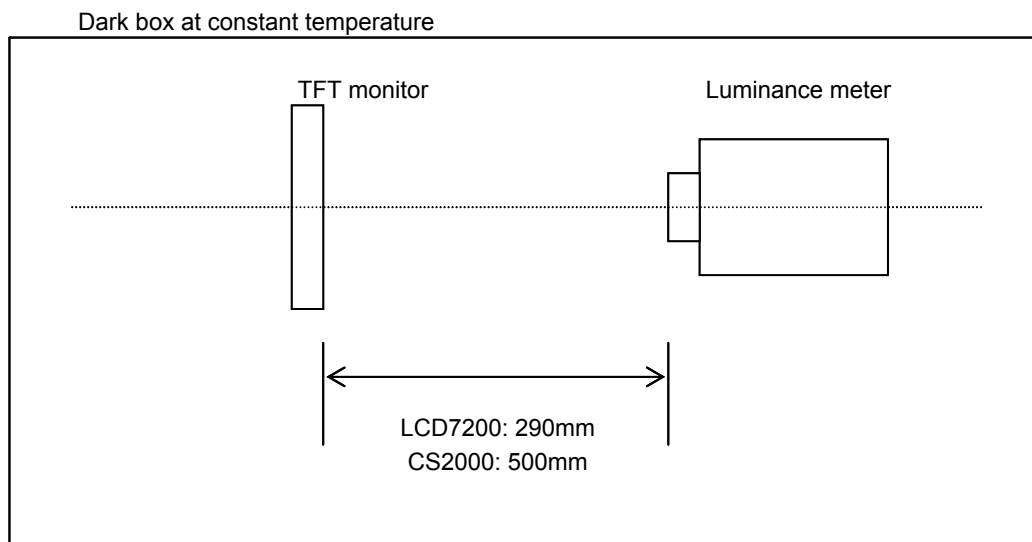 Dark box at constant temperature
TFT monitor
Luminance meter
LCD7200: 290mm
CS2000: 500mm